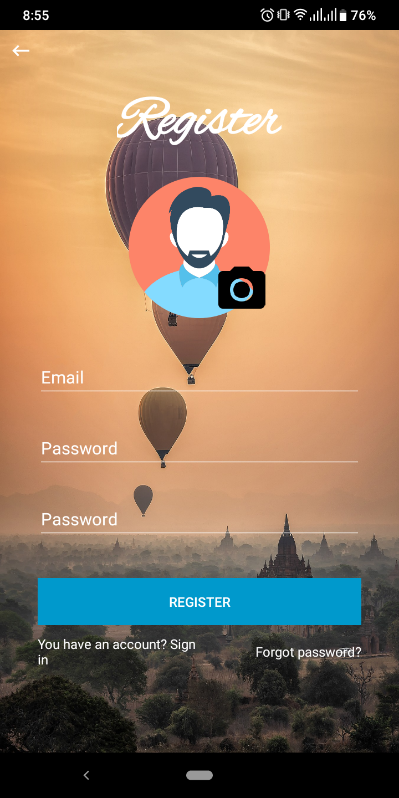 8:55
76%
Register
Email
Password
Password
REGISTER
You have an account? Sign
in
Forgot password?